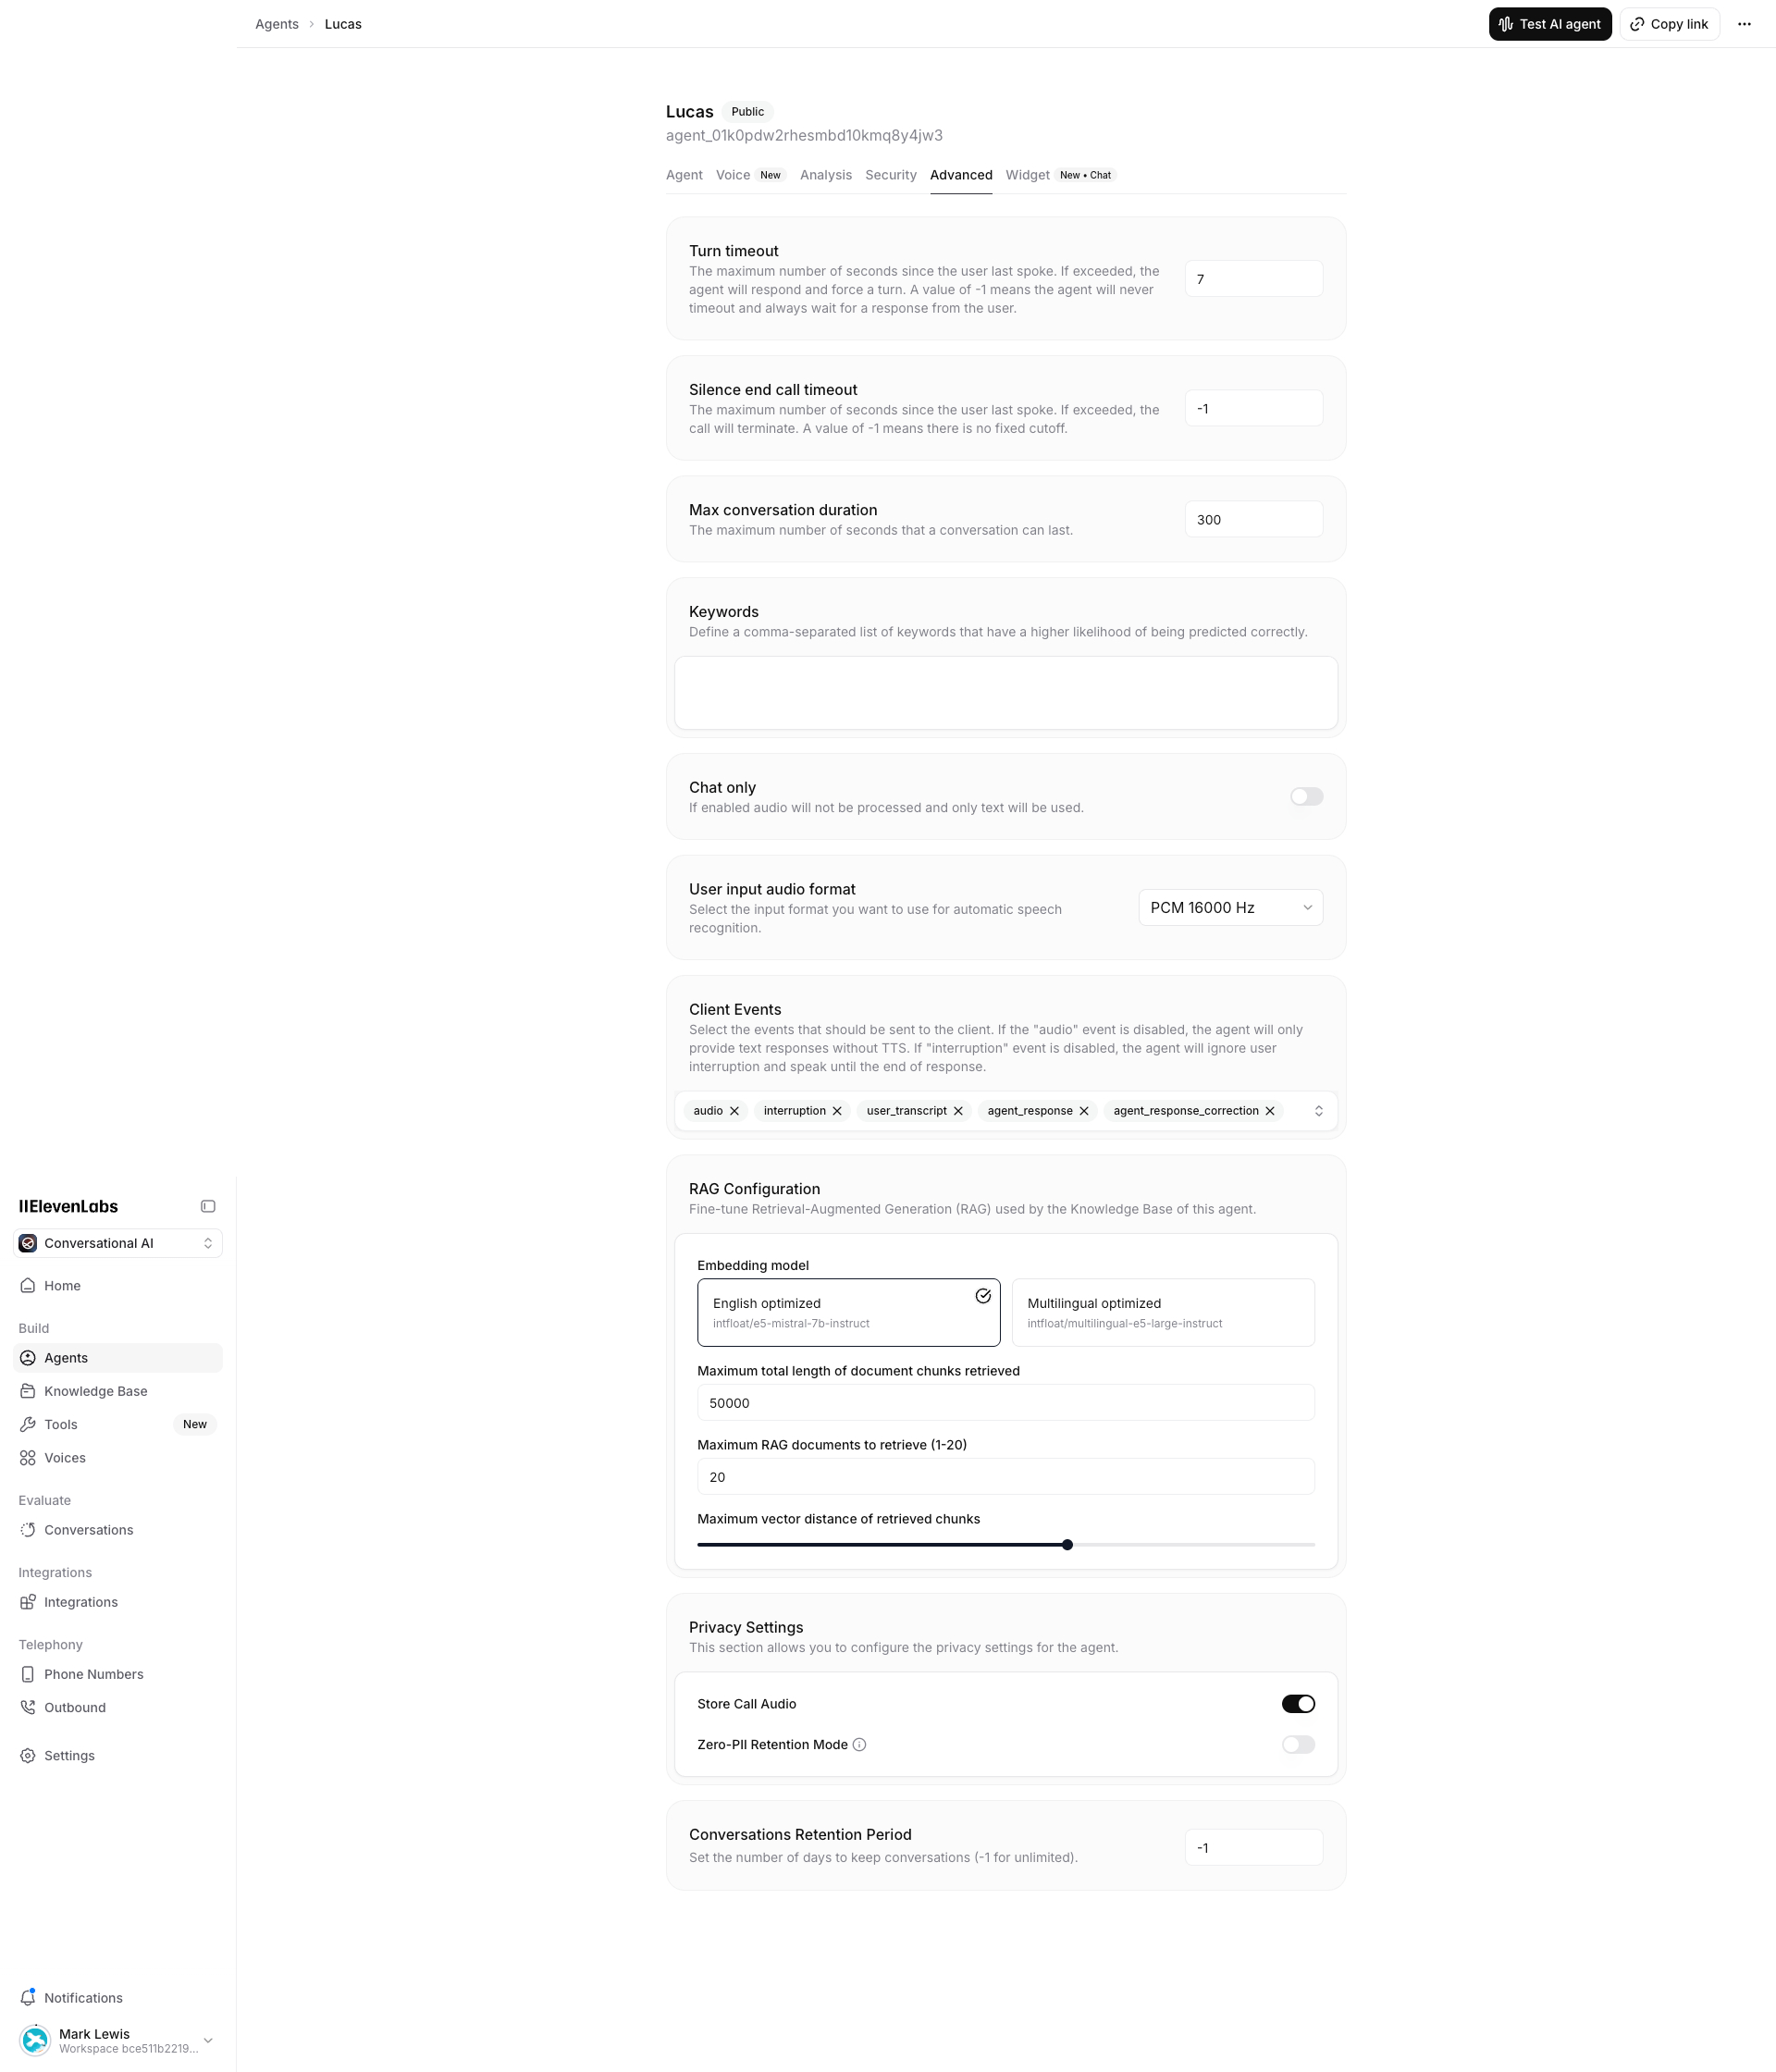 Agents > Lucas
Test AI agent
Copy link
Lucas Public
agent_01k0pdw2rhesmbd10kmq8y4jw3
Agent Voice New Analysis Security Advanced Widget New • Chat
Turn timeout
The maximum number of seconds since the user last spoke. If exceeded, the
agent will respond and force a turn. A value of -1 means the agent will never
timeout and always wait for a response from the user.
7
Silence end call timeout
The maximum number of seconds since the user last spoke. If exceeded, the
call will terminate. A value of -1 means there is no fixed cutoff.
-1
Max conversation duration
The maximum number of seconds that a conversation can last.
300
Keywords
Define a comma-separated list of keywords that have a higher likelihood of being predicted correctly.
Chat only
If enabled audio will not be processed and only text will be used.
User input audio format
Select the input format you want to use for automatic speech
recognition.
PCM 16000 Hz
Client Events
Select the events that should be sent to the client. If the "audio" event is disabled, the agent will only
provide text responses without TTS. If "interruption" event is disabled, the agent will ignore user
interruption and speak until the end of response.
audio interruption user_transcript agent_response agent_response_correction
RAG Configuration
Fine-tune Retrieval-Augmented Generation (RAG) used by the Knowledge Base of this agent.
Embedding model
English optimized
intfloat/e5-mistral-7b-instruct
Multilingual optimized
intfloat/multilingual-e5-large-instruct
Maximum total length of document chunks retrieved
50000
Maximum RAG documents to retrieve (1-20)
20
Maximum vector distance of retrieved chunks
Privacy Settings
This section allows you to configure the privacy settings for the agent.
Store Call Audio
Zero-PII Retention Mode
Conversations Retention Period
Set the number of days to keep conversations (-1 for unlimited).
-1
IIElevenLabs
Conversational AI
Home
Build
Agents
Knowledge Base
Tools New
Voices
Evaluate
Conversations
Integrations
Integrations
Telephony
Phone Numbers
Outbound
Settings
Notifications
Mark Lewis
Workspace bce511b2219...